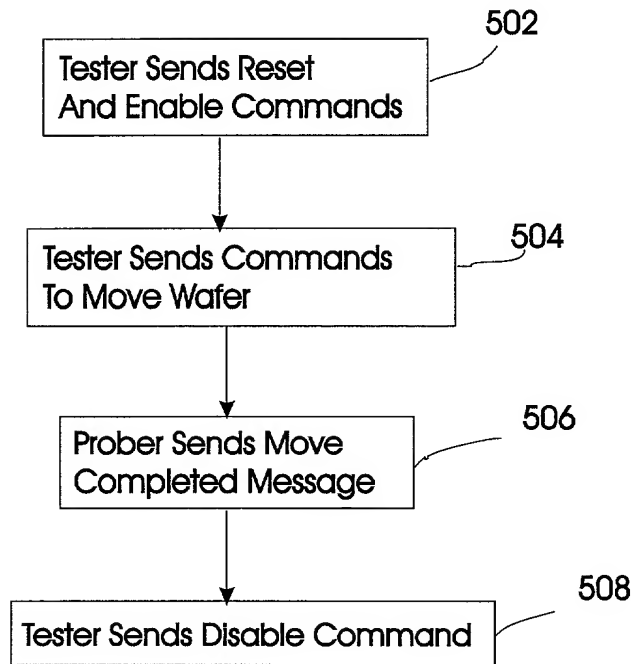 502
Tester Sends Reset
And Enable Commands
504
Tester Sends Commands
To Move Wafer
506
Prober Sends Move
Completed Message
508
Tester Sends Disable Command